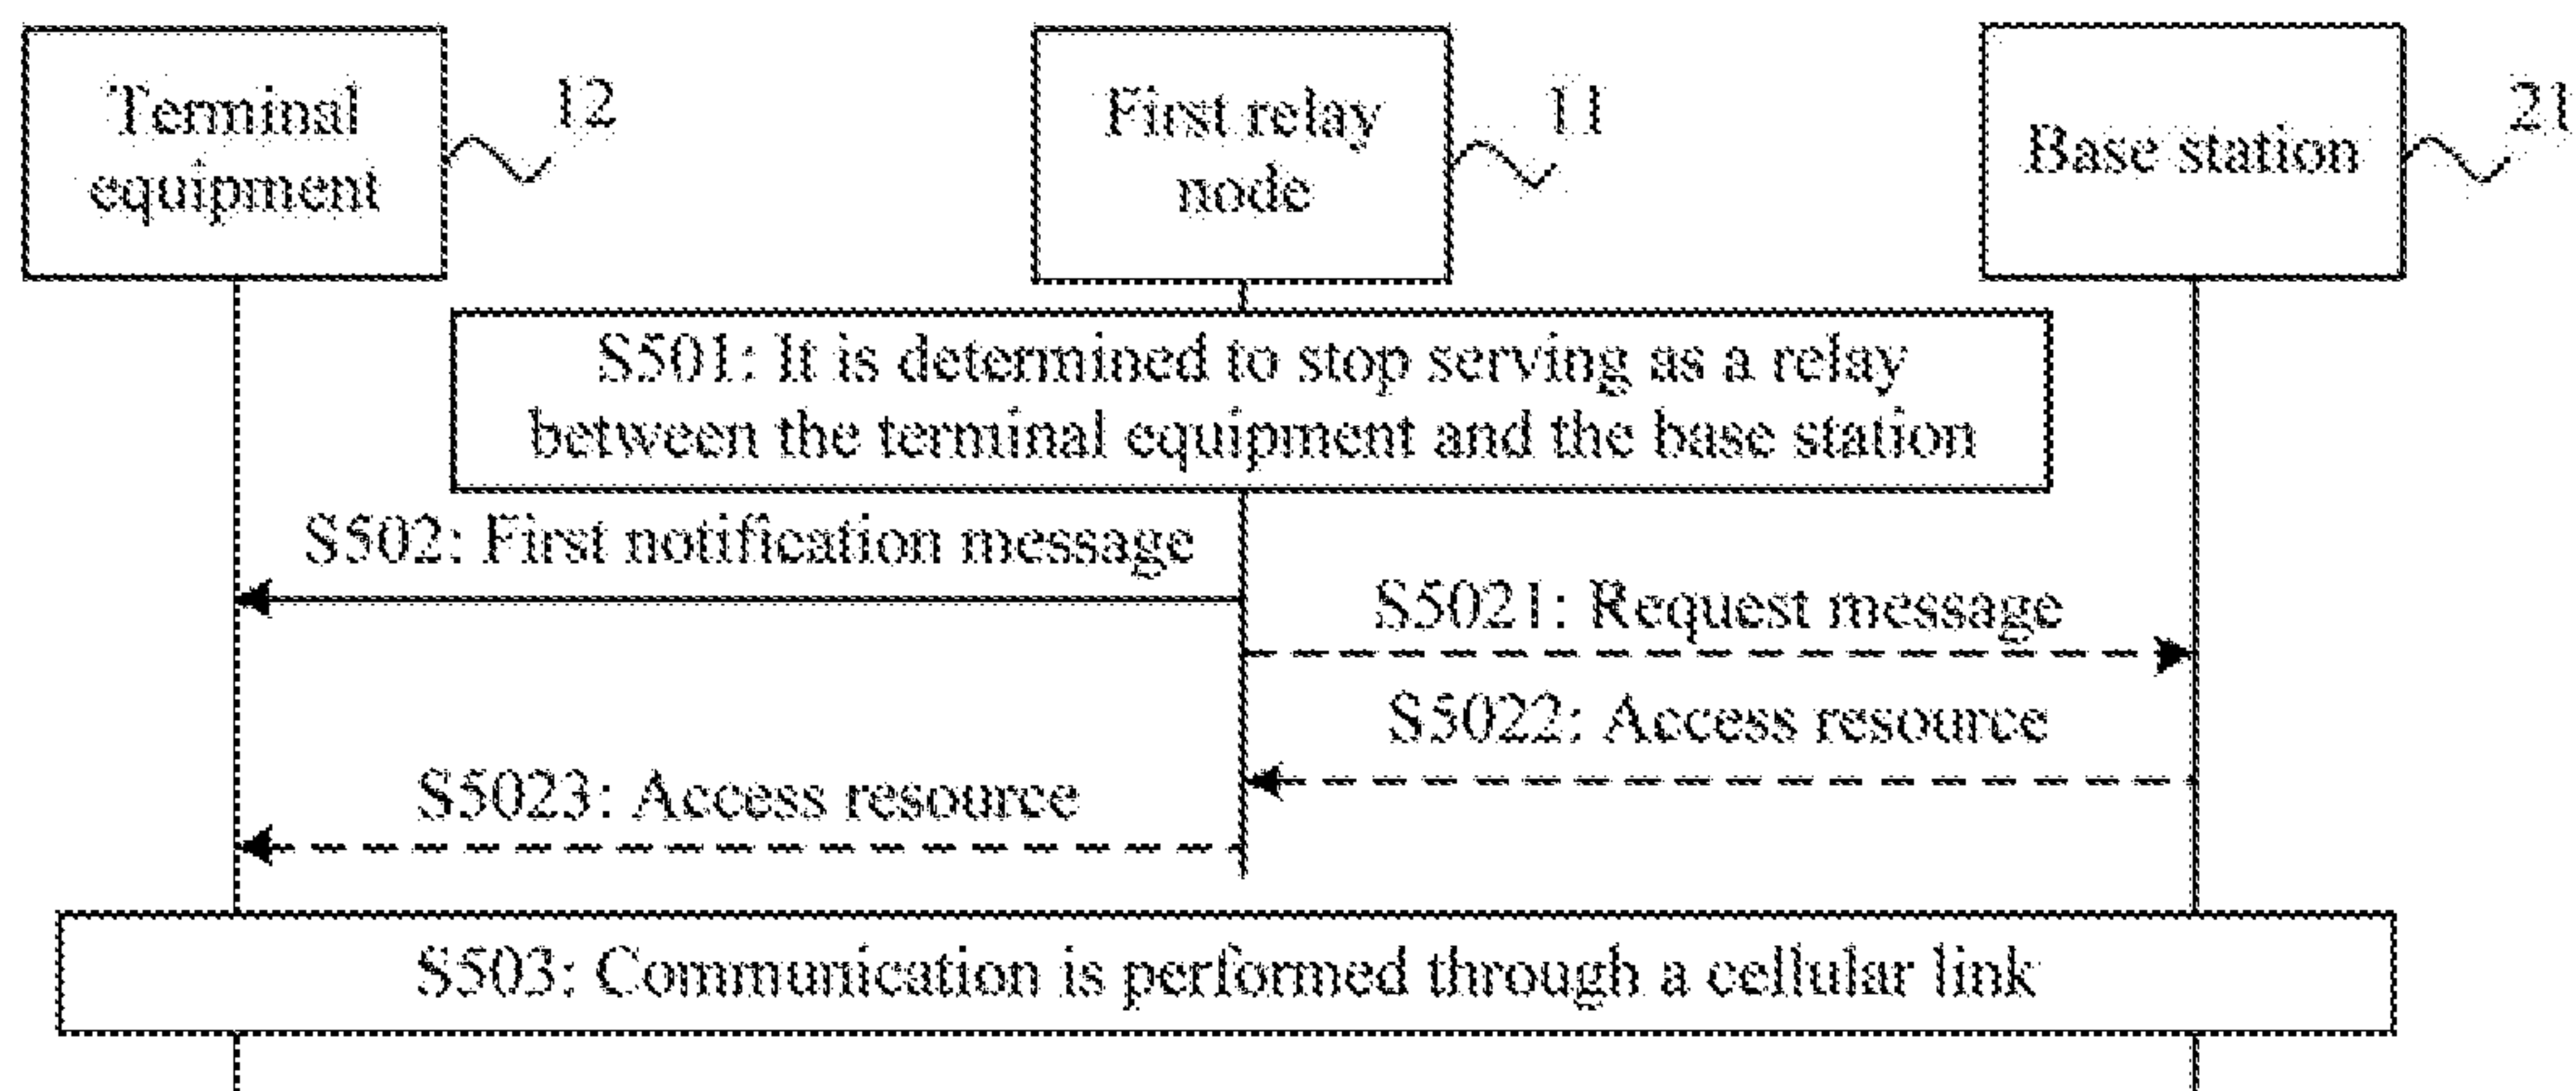 Terminal
equipment
12
First relay
node
11
Base station
21
S501: It is determined to stop serving as a relay
between the terminal equipment and the base station
S502: First notification message
S5021: Request message
S5022: Access resource
S5023: Access resource
S503: Communication is performed through a cellular link